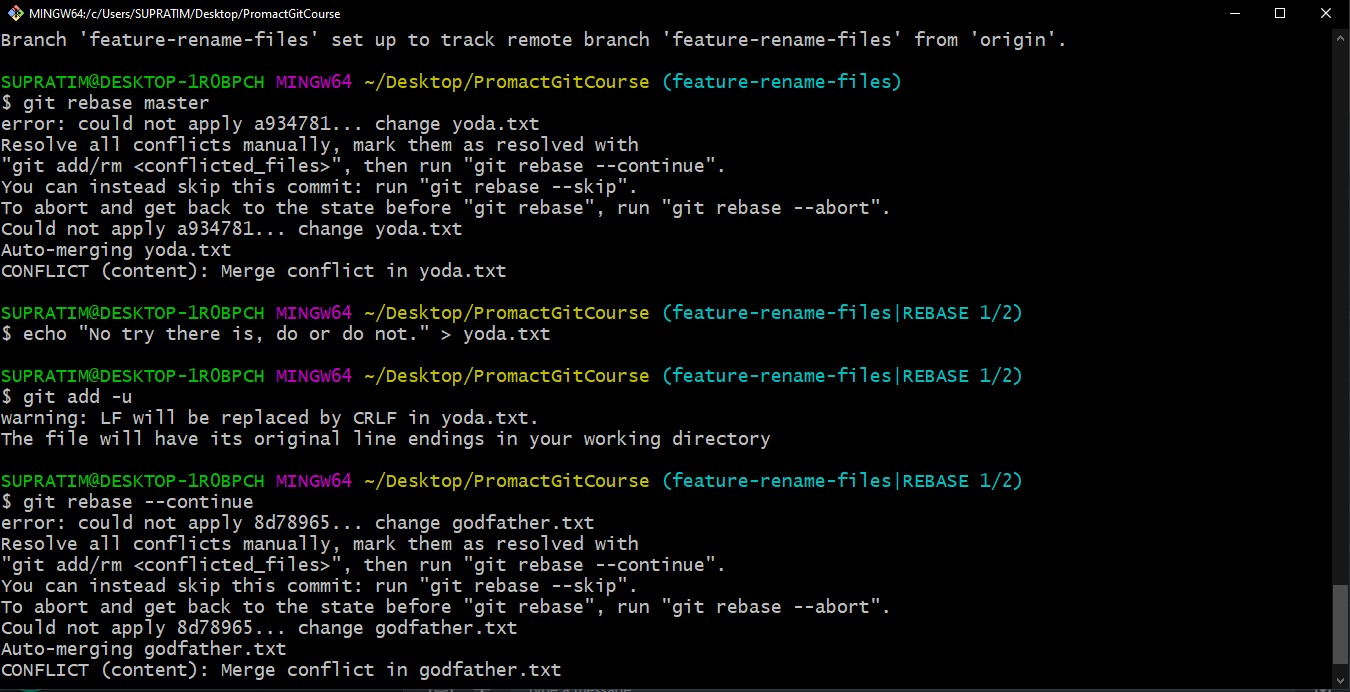 MINGW64:/c/Users/SUPRATIM/Desktop/PromactGitCourse
Branch 'feature-rename-files' set up to track remote branch 'feature-rename-files' from 'origin'.
SUPRATIM@DESKTOP-1R0BPCH MINGW64 ~/Desktop/PromactGitCourse (feature-rename-files)
$ git rebase master
error: could not apply a934781... change yoda.txt
Resolve all conflicts manually, mark them as resolved with
"git add/rm <conflicted_files>", then run "git rebase --continue".
You can instead skip this commit: run "git rebase --skip".
To abort and get back to the state before "git rebase", run "git rebase --abort".
Could not apply a934781... change yoda.txt
Auto-merging yoda.txt
CONFLICT (content): Merge conflict in yoda.txt
SUPRATIM@DESKTOP-1R0BPCH MINGW64 ~/Desktop/PromactGitCourse (feature-rename-files|REBASE 1/2)
$ echo "No try there is, do or do not." > yoda.txt
SUPRATIM@DESKTOP-1R0BPCH MINGW64 ~/Desktop/PromactGitCourse (feature-rename-files|REBASE 1/2)
$ git add -u
warning: LF will be replaced by CRLF in yoda.txt.
The file will have its original line endings in your working directory
SUPRATIM@DESKTOP-1R0BPCH MINGW64 ~/Desktop/PromactGitCourse (feature-rename-files|REBASE 1/2)
$ git rebase --continue
error: could not apply 8d78965... change godfather.txt
Resolve all conflicts manually, mark them as resolved with
"git add/rm <conflicted_files>", then run "git rebase --continue".
You can instead skip this commit: run "git rebase --skip".
To abort and get back to the state before "git rebase", run "git rebase --abort".
Could not apply 8d78965... change godfather.txt
Auto-merging godfather.txt
CONFLICT (content): Merge conflict in godfather.txt